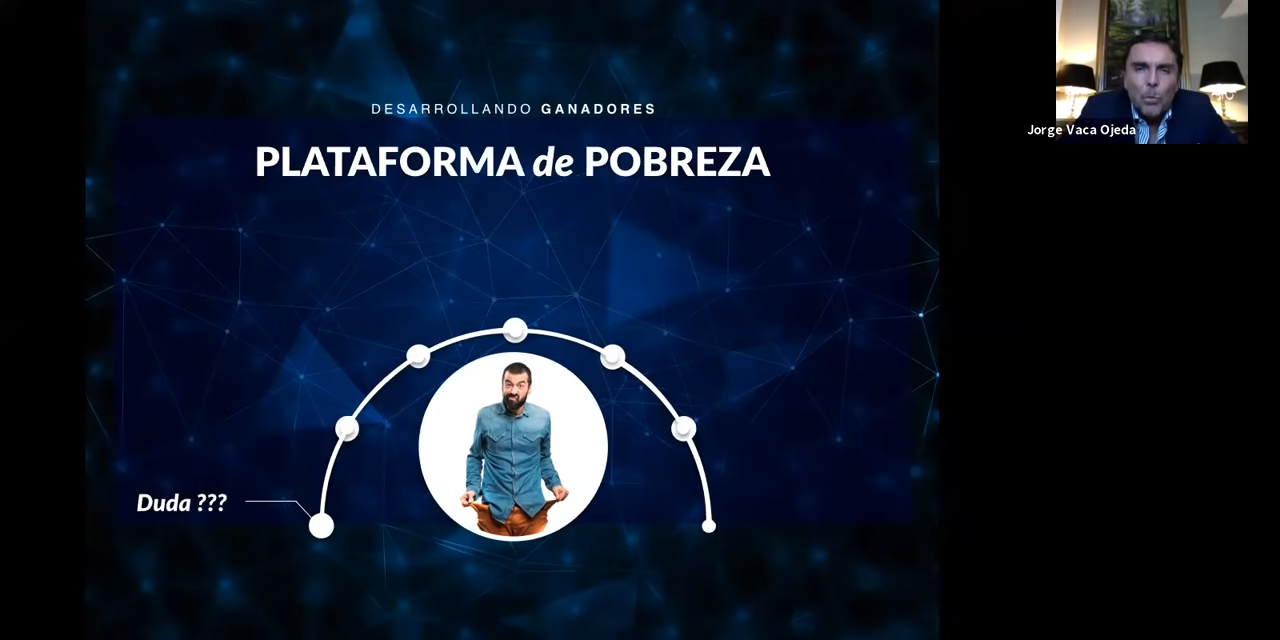 DESARROLLANDO GANADORES
PLATAFORMA de POBREZA
Duda ???
Jorge Vaca Ojeda